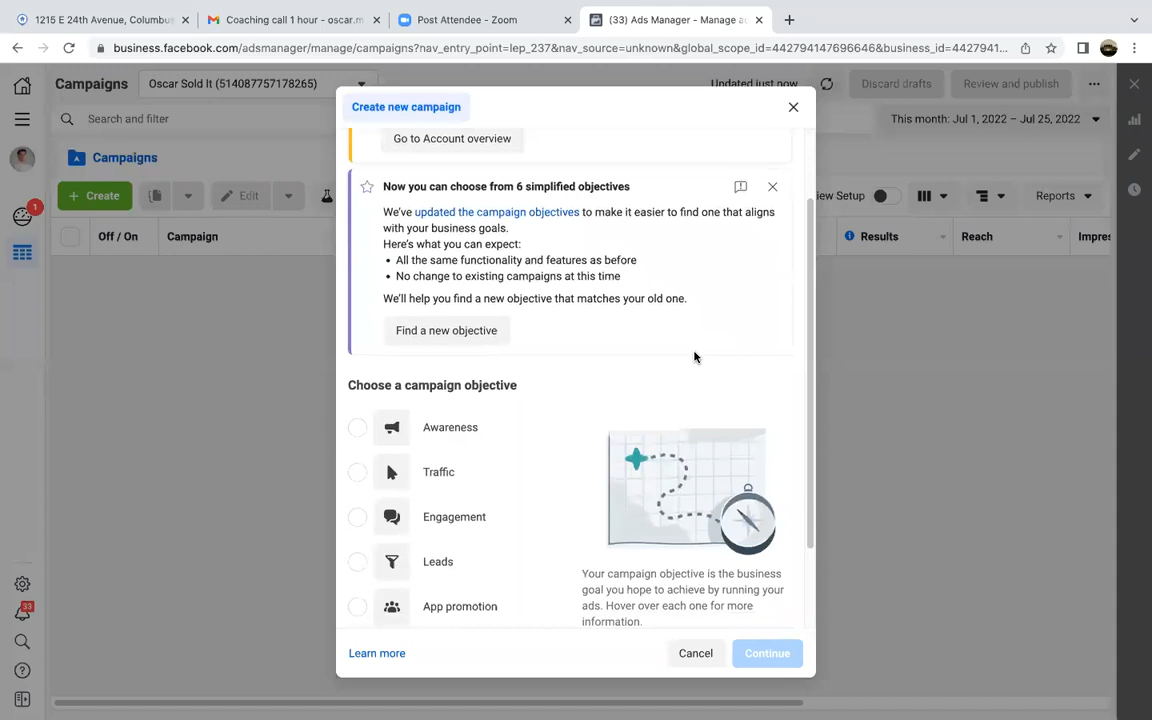 1215 E 24th Avenue, Columbus
Coaching call 1 hour - oscar.m
Post Attendee - Zoom
(33) Ads Manager - Manage a
business.facebook.com/adsmanager/manage/campaigns?nav_entry_point=lep_237&nav_source=unknown&global_scope_id=442794147696646&business_id=4427941...
Campaigns
Oscar Sold It (514087757178265)
Updated just now
Discard drafts
Review and publish
Search and filter
This month: Jul 1, 2022 – Jul 25, 2022
Campaigns
+ Create
Edit
iew Setup
Reports
Off / On
Campaign
Results
Reach
Impres
1
33
Create new campaign
Go to Account overview
Now you can choose from 6 simplified objectives
We've updated the campaign objectives to make it easier to find one that aligns
with your business goals.
Here's what you can expect:
• All the same functionality and features as before
• No change to existing campaigns at this time
We'll help you find a new objective that matches your old one.
Find a new objective
Choose a campaign objective
Awareness
Traffic
Engagement
Leads
App promotion
Your campaign objective is the business
goal you hope to achieve by running your
ads. Hover over each one for more
information.
Learn more
Cancel
Continue